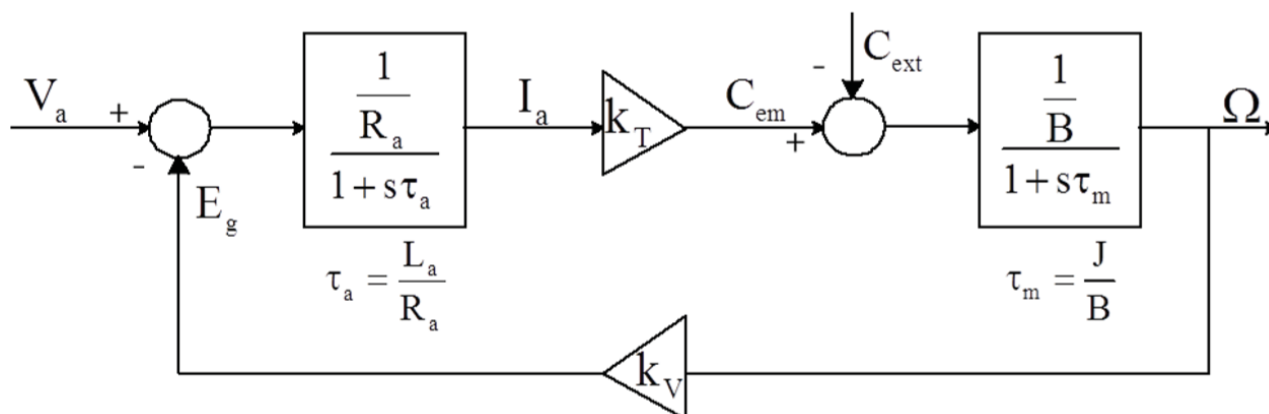 V_a
+
-
E_g
1
R_a
1 + sτ_a
τ_a = L_a / R_a
I_a
k_T
C_em
+
-
C_ext
1
B
1 + sτ_m
τ_m = J / B
Ω
k_V